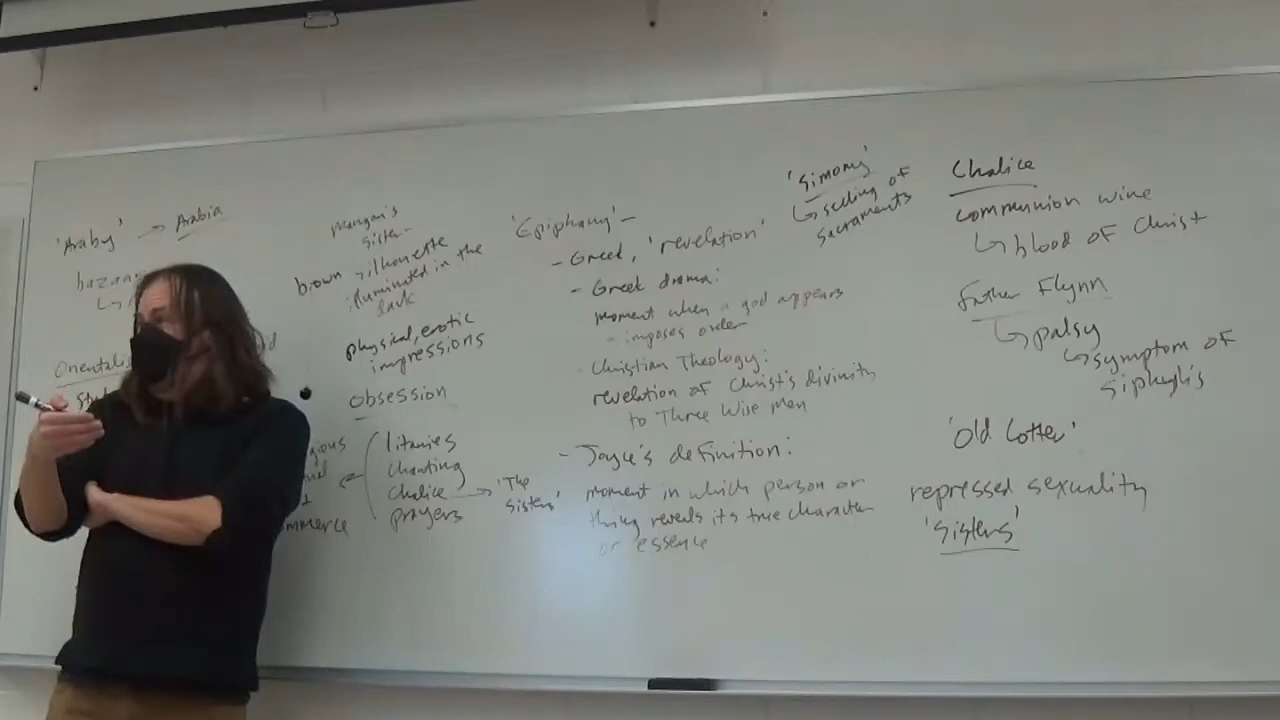 'Araby' → Arabia
bazaar
Orientalis
Mangan's
sister-
brown silhouette
illuminated in the
dark
physical, erotic
impressions
obsession
litanies
chanting
chalice → 'The
Sisters'
prayers
gious
mmerce
'Epiphany' -
- Greek, 'revelation'
- Greek drama:
moment when a god appears
- imposes order
- Christian Theology:
revelation of Christ's divinity
to Three Wise Men
- Joyce's definition:
moment in which person or
thing reveals its true character
or essence
'Simony'
↳ selling of
sacraments
Chalice
communion wine
↳ blood of Christ
Father Flynn
↳ palsy
↳ symptom of
siphylis
'Old Cotter'
repressed sexuality
'Sisters'